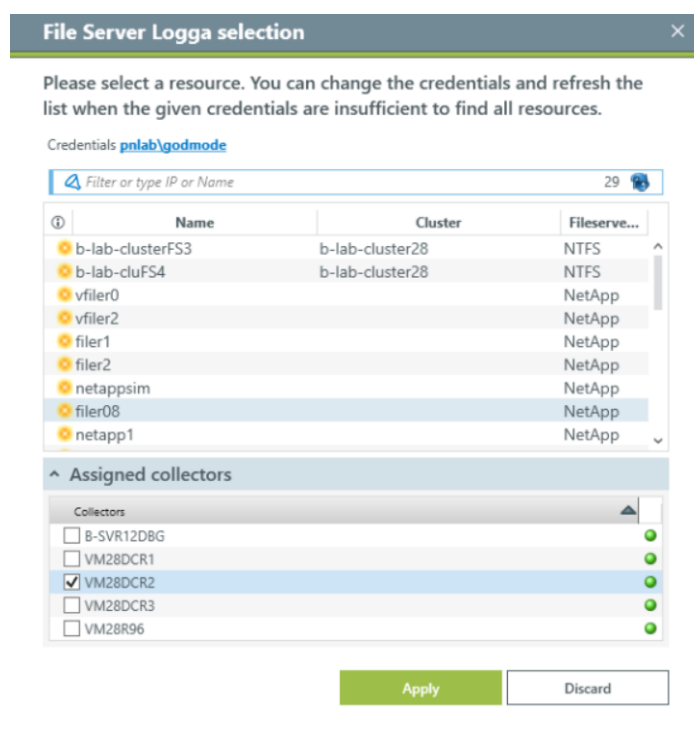 File Server Logga selection
Please select a resource. You can change the credentials and refresh the
list when the given credentials are insufficient to find all resources.
Credentials pnlab\godmode
Filter or type IP or Name 29
Name Cluster Fileserve...
b-lab-clusterFS3 b-lab-cluster28 NTFS
b-lab-cluFS4 b-lab-cluster28 NTFS
vfiler0 NetApp
vfiler2 NetApp
filer1 NetApp
filer2 NetApp
netappsim NetApp
filer08 NetApp
netapp1 NetApp
Assigned collectors
Collectors
B-SVR12DBG
VM28DCR1
VM28DCR2
VM28DCR3
VM28R96
Apply Discard